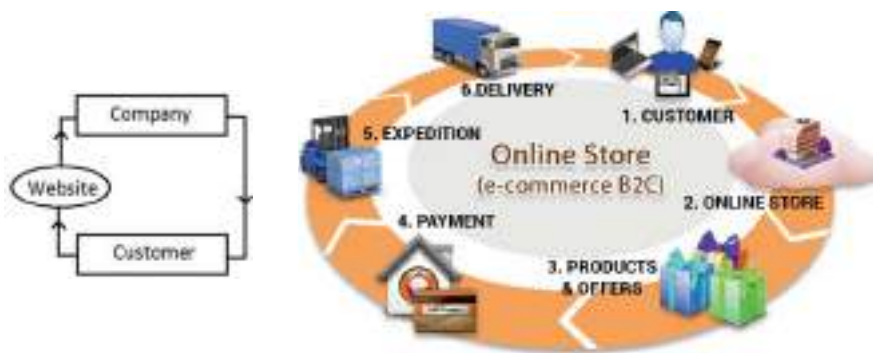 Company
Website
Customer
6.DELIVERY
1. CUSTOMER
5. EXPEDITION
Online Store
(e-commerce B2C)
2. ONLINE STORE
4. PAYMENT
3. PRODUCTS
& OFFERS